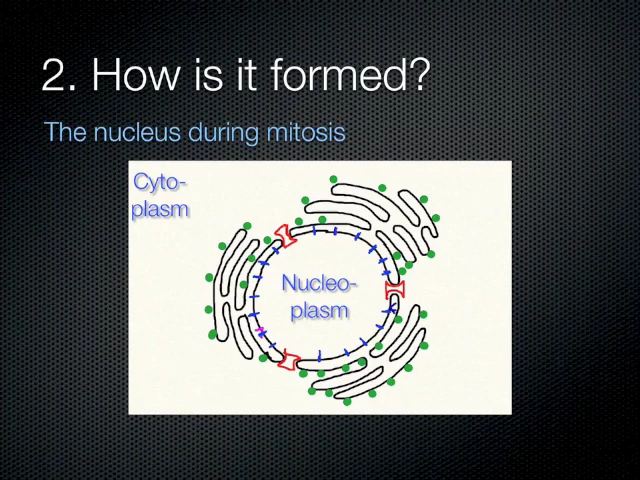 2. How is it formed?
The nucleus during mitosis
Cyto-
plasm
Nucleo-
plasm